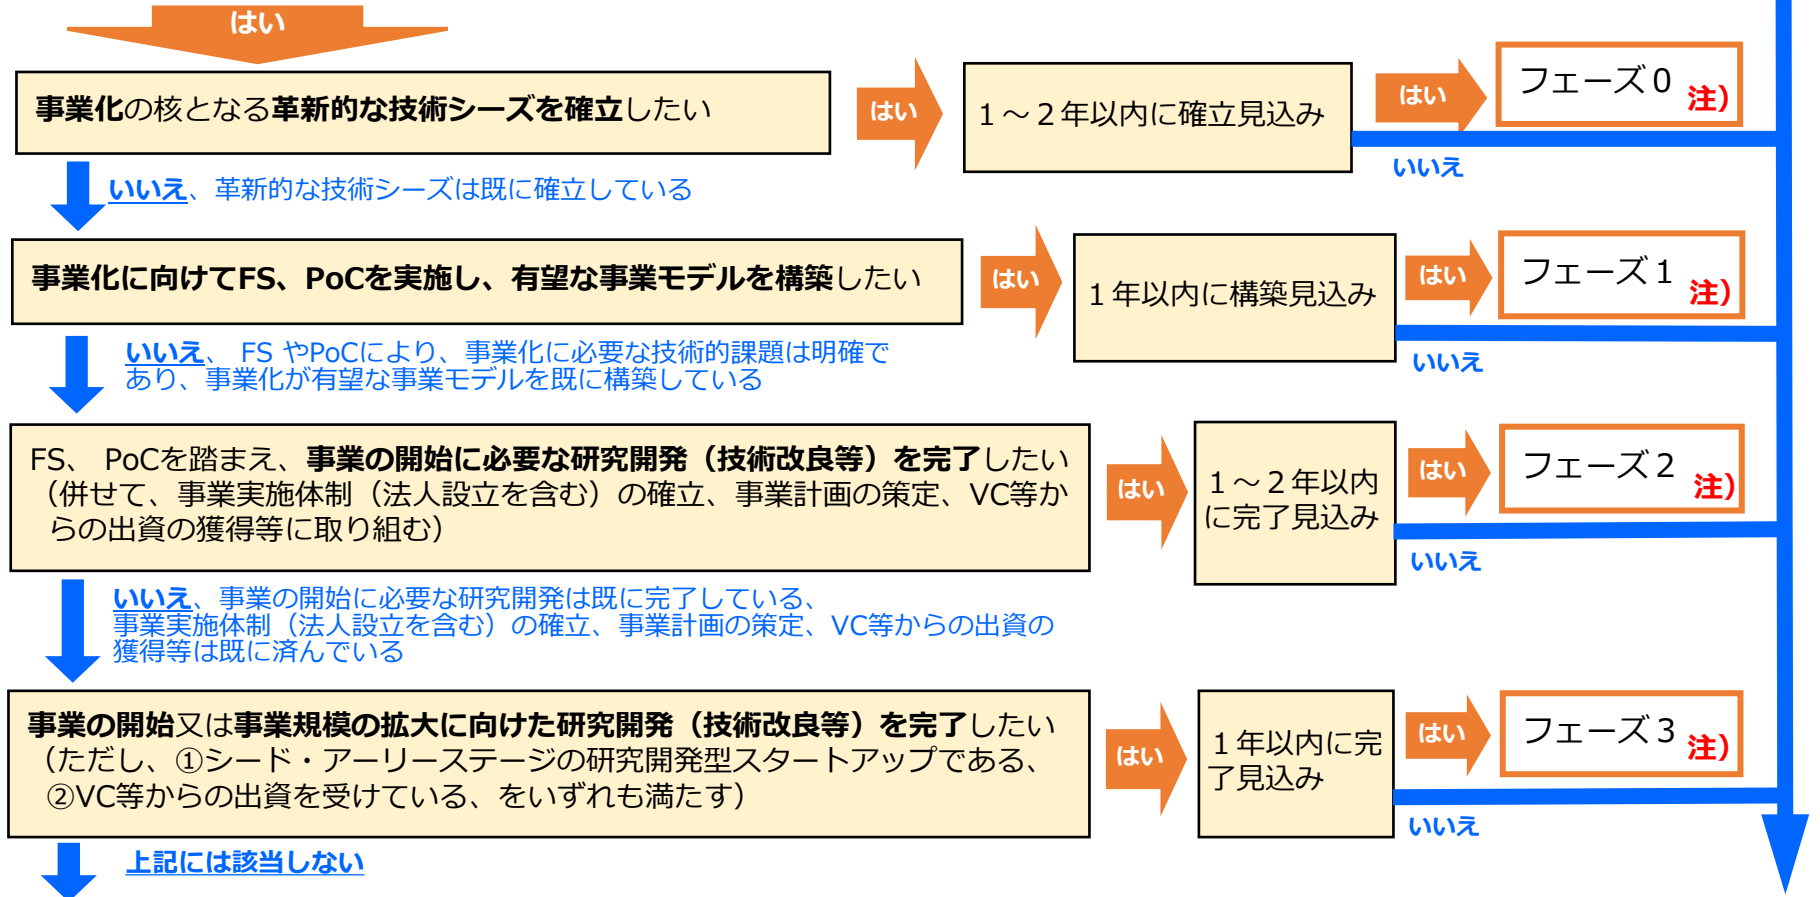 はい
事業化の核となる革新的な技術シーズを確立したい
はい
１～２年以内に確立見込み
はい
フェーズ０ 注）
いいえ
いいえ、革新的な技術シーズは既に確立している
事業化に向けてFS、PoCを実施し、有望な事業モデルを構築したい
はい
１年以内に構築見込み
はい
フェーズ１ 注）
いいえ
いいえ、 FS やPoCにより、事業化に必要な技術的課題は明確で
あり、事業化が有望な事業モデルを既に構築している
FS、 PoCを踏まえ、事業の開始に必要な研究開発（技術改良等）を完了したい
（併せて、事業実施体制（法人設立を含む）の確立、事業計画の策定、VC等か
らの出資の獲得等に取り組む）
はい
１～２年以内
に完了見込み
はい
フェーズ２ 注）
いいえ
いいえ、事業の開始に必要な研究開発は既に完了している、
事業実施体制（法人設立を含む）の確立、事業計画の策定、VC等からの出資の
獲得等は既に済んでいる
事業の開始又は事業規模の拡大に向けた研究開発（技術改良等）を完了したい
（ただし、①シード・アーリーステージの研究開発型スタートアップである、
②VC等からの出資を受けている、をいずれも満たす）
はい
１年以内に完
了見込み
はい
フェーズ３ 注）
いいえ
上記には該当しない